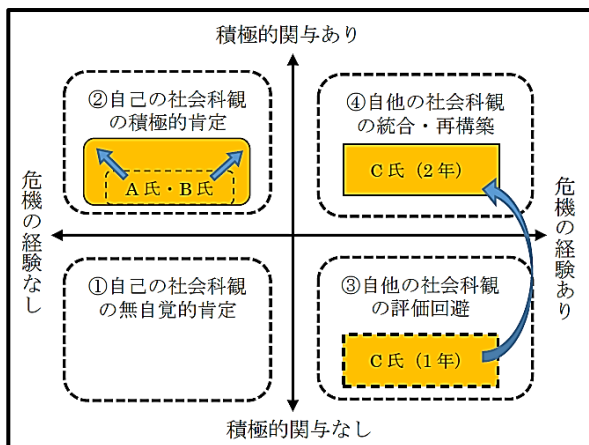 積極的関与あり
②自己の社会科観
の積極的肯定
A氏・B氏
④自他の社会科観
の統合・再構築
C氏（2年）
危機の経験なし
危機の経験あり
①自己の社会科観
の無自覚的肯定
③自他の社会科観
の評価回避
C氏（1年）
積極的関与なし